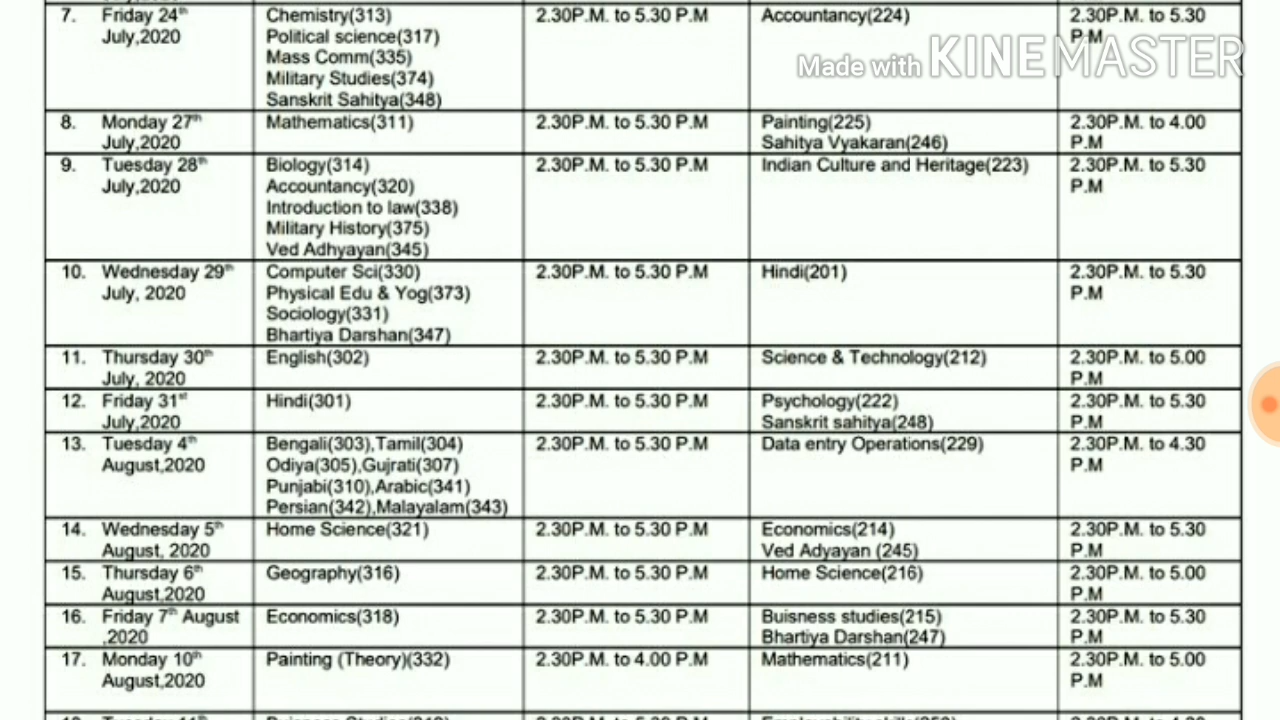 7. Friday 24th Chemistry(313) 2.30P.M. to 5.30 P.M Accountancy(224) 2.30P.M. to 5.30
July,2020 Political science(317) P.M
Mass Comm(335)
Made with KINEMASTER
Military Studies(374)
Sanskrit Sahitya(348)
8. Monday 27th Mathematics(311) 2.30P.M. to 5.30 P.M Painting(225) 2.30P.M. to 4.00
July,2020 Sahitya Vyakaran(246) P.M
9. Tuesday 28th Biology(314) 2.30P.M. to 5.30 P.M Indian Culture and Heritage(223) 2.30P.M. to 5.30
July,2020 Accountancy(320) P.M
Introduction to law(338)
Military History(375)
Ved Adhyayan(345)
10. Wednesday 29th Computer Sci(330) 2.30P.M. to 5.30 P.M Hindi(201) 2.30P.M. to 5.30
July, 2020 Physical Edu & Yog(373) P.M
Sociology(331)
Bhartiya Darshan(347)
11. Thursday 30th English(302) 2.30P.M. to 5.30 P.M Science & Technology(212) 2.30P.M. to 5.00
July, 2020 P.M
12. Friday 31st Hindi(301) 2.30P.M. to 5.30 P.M Psychology(222) 2.30P.M. to 5.30
July,2020 Sanskrit sahitya(248) P.M
13. Tuesday 4th Bengali(303),Tamil(304) 2.30P.M. to 5.30 P.M Data entry Operations(229) 2.30P.M. to 4.30
August,2020 Odiya(305),Gujrati(307) P.M
Punjabi(310),Arabic(341)
Persian(342),Malayalam(343)
14. Wednesday 5th Home Science(321) 2.30P.M. to 5.30 P.M Economics(214) 2.30P.M. to 5.30
August, 2020 Ved Adyayan (245) P.M
15. Thursday 6th Geography(316) 2.30P.M. to 5.30 P.M Home Science(216) 2.30P.M. to 5.00
August,2020 P.M
16. Friday 7th August Economics(318) 2.30P.M. to 5.30 P.M Buisness studies(215) 2.30P.M. to 5.30
,2020 Bhartiya Darshan(247) P.M
17. Monday 10th Painting (Theory)(332) 2.30P.M. to 4.00 P.M Mathematics(211) 2.30P.M. to 5.00
August,2020 P.M